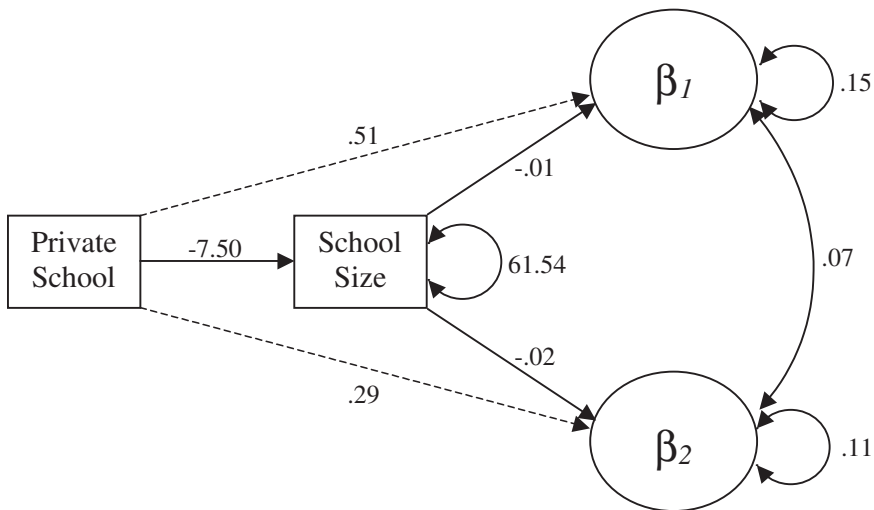 β1
.15
.51
-.01
Private
School
-7.50
School
Size
61.54
.07
-.02
.29
β2
.11